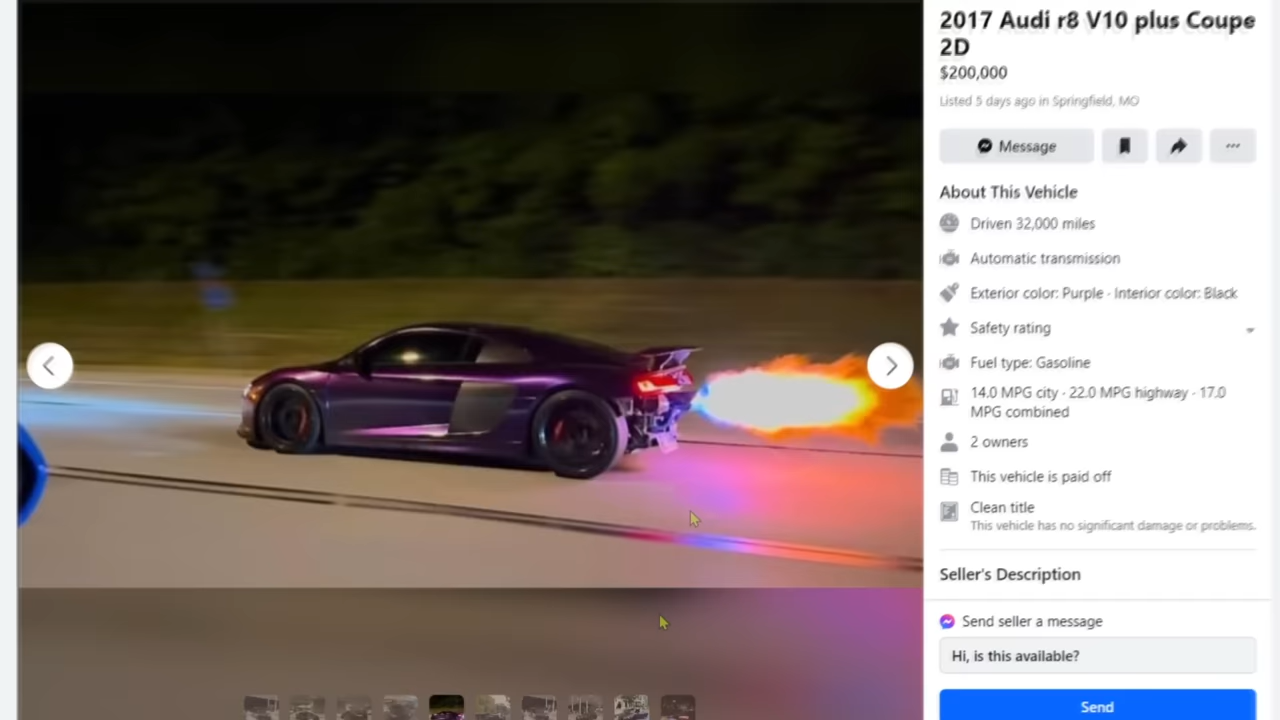 2017 Audi r8 V10 plus Coupe
2D
$200,000
Listed 5 days ago in Springfield, MO
Message
About This Vehicle
Driven 32,000 miles
Automatic transmission
Exterior color: Purple · Interior color: Black
Safety rating
Fuel type: Gasoline
14.0 MPG city · 22.0 MPG highway · 17.0
MPG combined
2 owners
This vehicle is paid off
Clean title
This vehicle has no significant damage or problems.
Seller's Description
Send seller a message
Hi, is this available?
Send